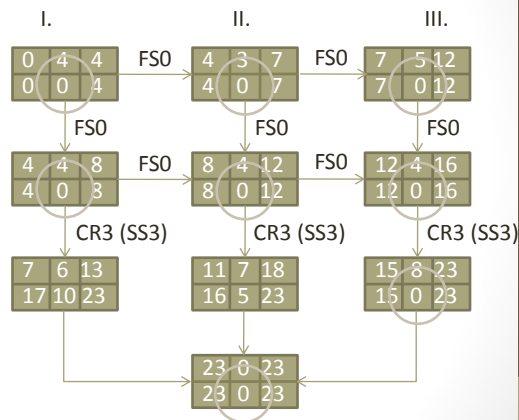 I. II. III.
0 4 4 FS0 4 3 7 FS0 7 5 12
0 0 4 4 0 7 7 0 12
FS0 FS0 FS0
4 4 8 FS0 8 4 12 FS0 12 4 16
4 0 8 8 0 12 12 0 16
CR3 (SS3) CR3 (SS3) CR3 (SS3)
7 6 13 11 7 18 15 8 23
17 10 23 16 5 23 15 0 23
23 0 23
23 0 23